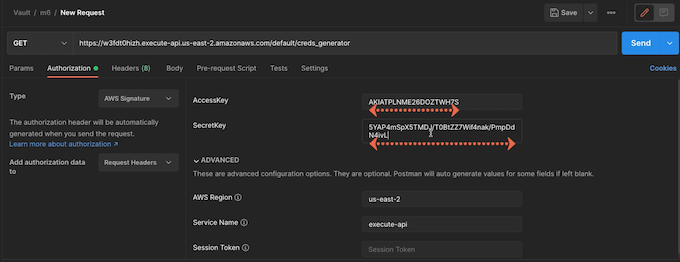 Vault / m6 / New Request
Save
GET
https://w3fdt0hizh.execute-api.us-east-2.amazonaws.com/default/creds_generator
Send
Params
Authorization
Headers (8)
Body
Pre-request Script
Tests
Settings
Cookies
Type
AWS Signature
The authorization header will be automatically
generated when you send the request.
Learn more about authorization ↗
Add authorization data
to
Request Headers
AccessKey
AKIATPLNME26DOZTWH7S
SecretKey
N4ivL
ADVANCED
These are advanced configuration options. They are optional. Postman will auto generate values for some fields if left blank.
AWS Region
us-east-2
Service Name
execute-api
Session Token
Session Token